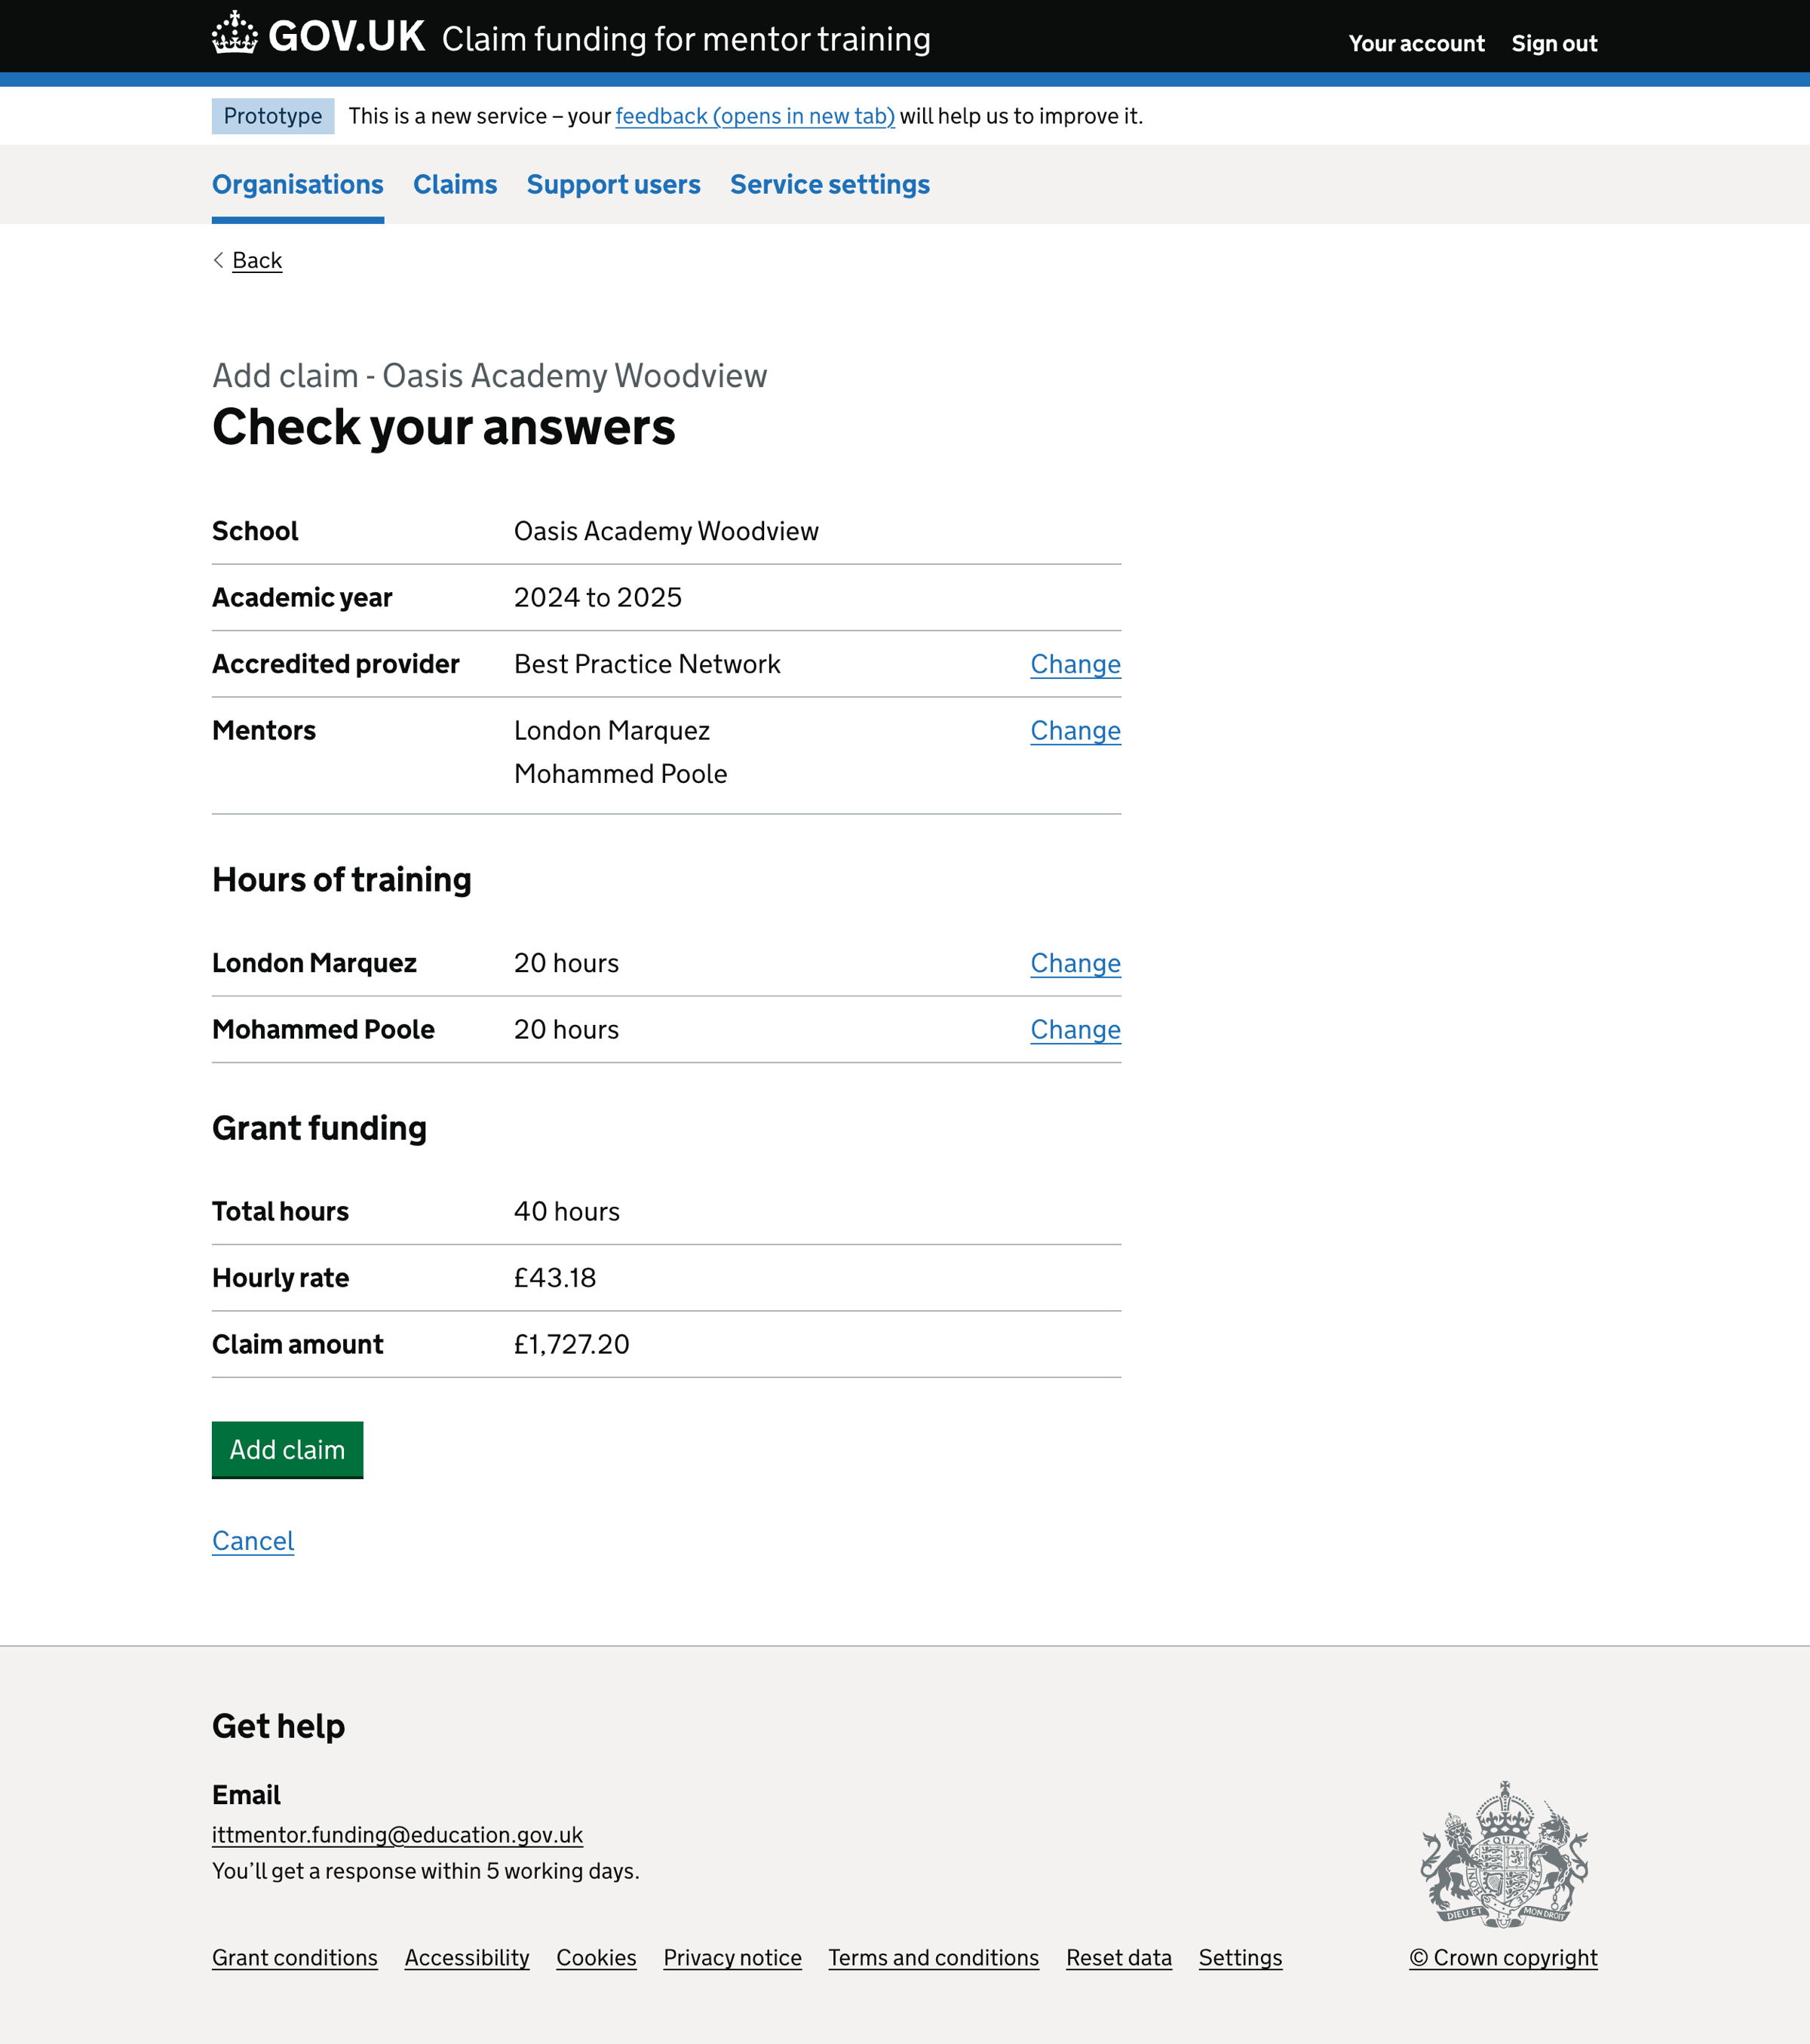 GOV.UK Claim funding for mentor training Your account Sign out
Prototype This is a new service – your feedback (opens in new tab) will help us to improve it.
Organisations Claims Support users Service settings
Back
Add claim - Oasis Academy Woodview
Check your answers
School Oasis Academy Woodview
Academic year 2024 to 2025
Accredited provider Best Practice Network Change
Mentors London Marquez Change
Mohammed Poole
Hours of training
London Marquez 20 hours Change
Mohammed Poole 20 hours Change
Grant funding
Total hours 40 hours
Hourly rate £43.18
Claim amount £1,727.20
Add claim
Cancel
Get help
Email
ittmentor.funding@education.gov.uk
You’ll get a response within 5 working days.
DIEU ET MON DROIT
Grant conditions Accessibility Cookies Privacy notice Terms and conditions Reset data Settings © Crown copyright